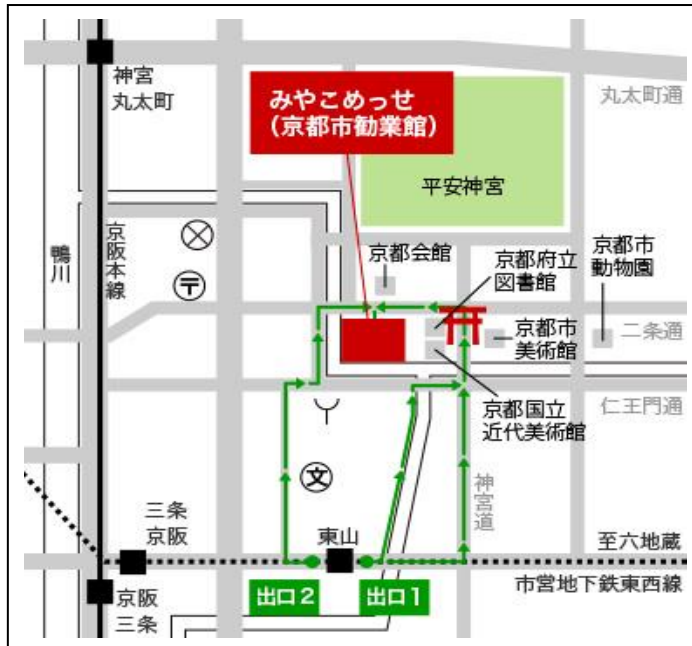 神宮
丸太町
みやこめっせ
(京都市勧業館)
丸太町通
平安神宮
鴨川
京阪本線
〒
京都会館
京都府立
図書館
京都市
動物園
京都市
美術館
二条通
京都国立
近代美術館
仁王門通
文
神宮道
三条
京阪
東山
至六地蔵
出口2
出口1
市営地下鉄東西線
京阪
三条